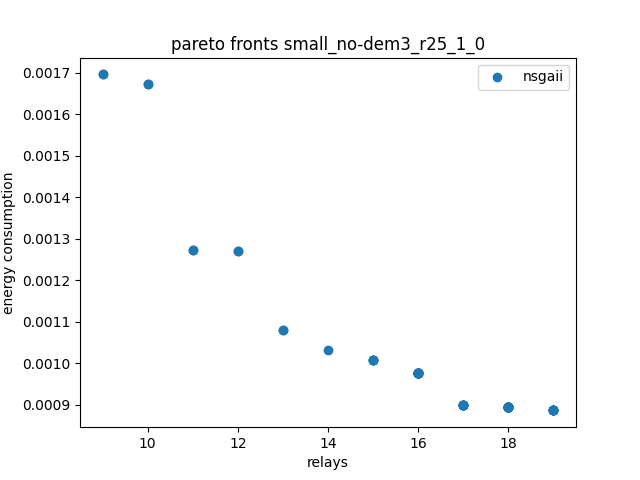 pareto fronts small_no-dem3_r25_1_0
nsgaii
0.0017
0.0016
0.0015
0.0014
0.0013
0.0012
0.0011
0.0010
0.0009
energy consumption
10 12 14 16 18
relays